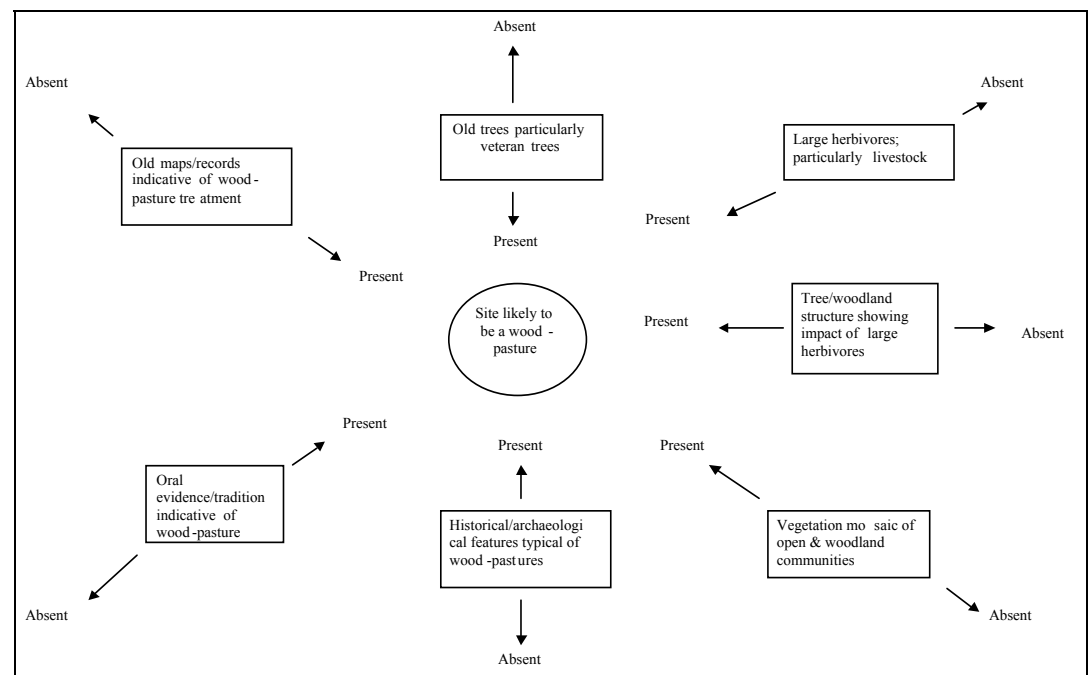 Absent
Absent
Absent
Old trees particularly
veteran trees
Large herbivores;
particularly livestock
Old maps/records
indicative of wood-
pasture tre atment
Present
Present
Present
Site likely to
be a wood -
pasture
Present
Tree/woodland
structure showing
impact of large
herbivores
Absent
Present
Present
Present
Oral
evidence/tradition
indicative of
wood-pasture
Historical/archaeologi
cal features typical of
wood -pastures
Vegetation mo saic of
open & woodland
communities
Absent
Absent
Absent